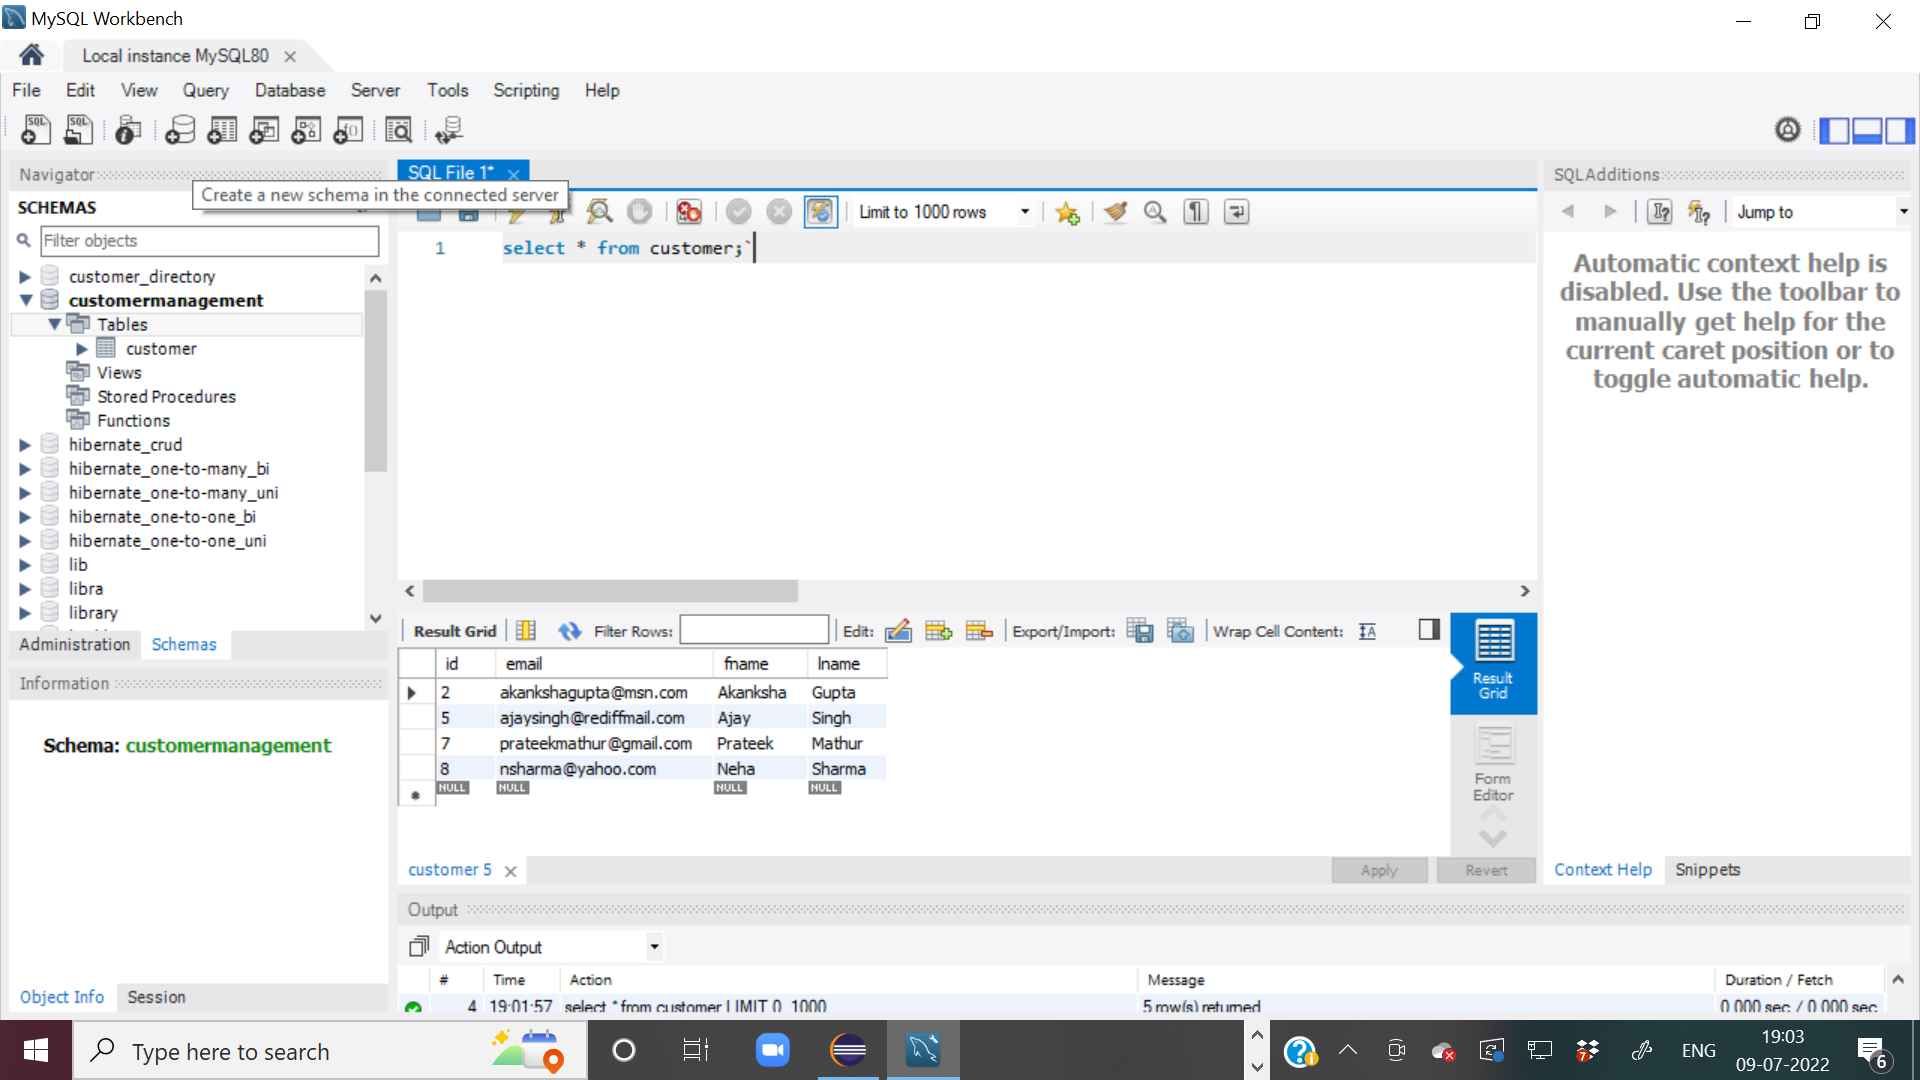 MySQL Workbench
Local instance MySQL80
File Edit View Query Database Server Tools Scripting Help
Navigator
SCHEMAS
Filter objects
customer_directory
customermanagement
Tables
customer
Views
Stored Procedures
Functions
hibernate_crud
hibernate_one-to-many_bi
hibernate_one-to-many_uni
hibernate_one-to-one_bi
hibernate_one-to-one_uni
lib
libra
library
Administration Schemas
Information
Schema: customermanagement
Object Info Session
SQL File 1*
Create a new schema in the connected server
Limit to 1000 rows
1 select * from customer;`
Result Grid Filter Rows: Edit: Export/Import: Wrap Cell Content:
id email fname lname
2 akankshagupta@msn.com Akanksha Gupta
5 ajaysingh@rediffmail.com Ajay Singh
7 prateekmathur@gmail.com Prateek Mathur
8 nsharma@yahoo.com Neha Sharma
NULL NULL NULL NULL
Result
Grid
Form
Editor
customer 5
Apply Revert
SQLAdditions
Jump to
Automatic context help is
disabled. Use the toolbar to
manually get help for the
current caret position or to
toggle automatic help.
Context Help Snippets
Output
Action Output
# Time Action Message Duration / Fetch
4 19:01:57 select * from customer LIMIT 0, 1000 5 row(s) returned 0.000 sec / 0.000 sec
Type here to search
ENG
19:03
09-07-2022
6